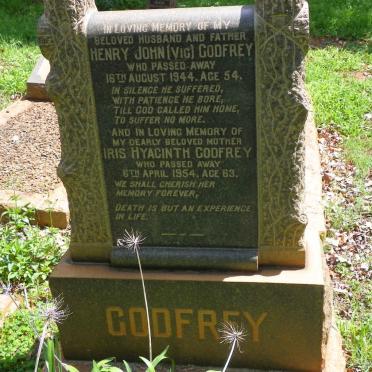 IN LOVING MEMORY OF MY
BELOVED HUSBAND AND FATHER
HENRY JOHN (VIC) GODFREY
WHO PASSED AWAY
16TH AUGUST 1944. AGE 54.
IN SILENCE HE SUFFERED,
WITH PATIENCE HE BORE,
TILL GOD CALLED HIM HOME,
TO SUFFER NO MORE.
AND IN LOVING MEMORY OF
MY DEARLY BELOVED MOTHER
IRIS HYACINTH GODFREY
WHO PASSED AWAY
6TH APRIL 1954, AGE 63.
WE SHALL CHERISH HER
MEMORY FOREVER,
DEATH IS BUT AN EXPERIENCE
IN LIFE.
GODFREY